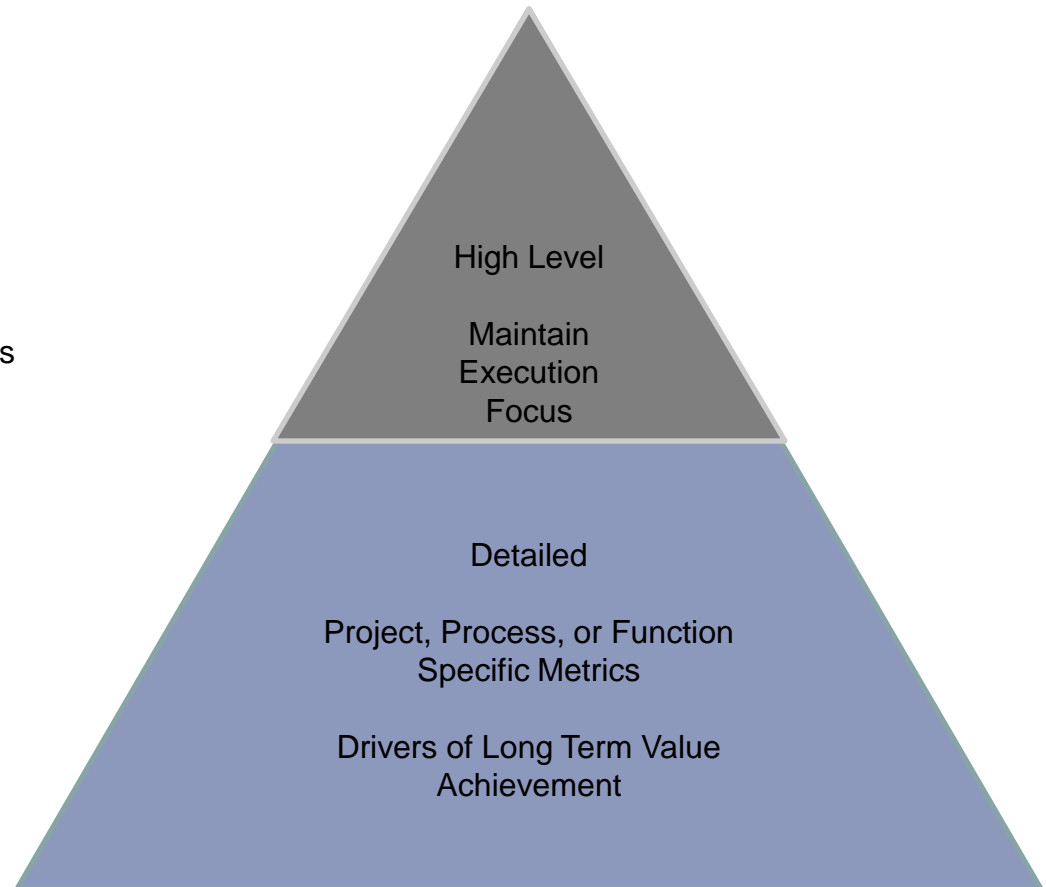 High Level
s
Maintain
Execution
Focus
Detailed
Project, Process, or Function
Specific Metrics
Drivers of Long Term Value
Achievement